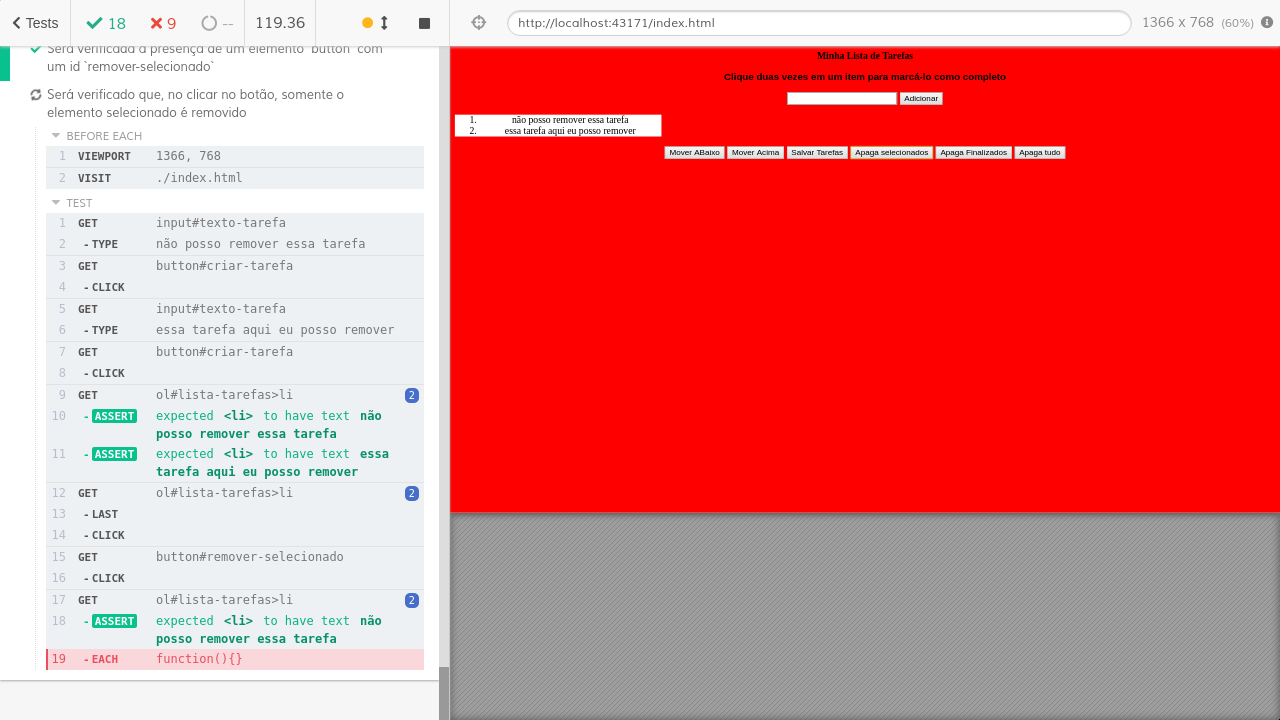 Tests
18
9
--
119.36
http://localhost:43171/index.html
1366 x 768 (60%)
Será verificada a presença de um elemento `button` com
um id `remover-selecionado`
Será verificado que, no clicar no botão, somente o
elemento selecionado é removido
BEFORE EACH
1 VIEWPORT 1366, 768
2 VISIT ./index.html
TEST
1 GET input#texto-tarefa
2 -TYPE não posso remover essa tarefa
3 GET button#criar-tarefa
4 -CLICK
5 GET input#texto-tarefa
6 -TYPE essa tarefa aqui eu posso remover
7 GET button#criar-tarefa
8 -CLICK
9 GET ol#lista-tarefas>li 2
10 -ASSERT expected <li> to have text não
posso remover essa tarefa
11 -ASSERT expected <li> to have text essa
tarefa aqui eu posso remover
12 GET ol#lista-tarefas>li 2
13 -LAST
14 -CLICK
15 GET button#remover-selecionado
16 -CLICK
17 GET ol#lista-tarefas>li 2
18 -ASSERT expected <li> to have text não
posso remover essa tarefa
19 -EACH function(){}
Minha Lista de Tarefas
Clique duas vezes em um item para marcá-lo como completo
Adicionar
1. não posso remover essa tarefa
2. essa tarefa aqui eu posso remover
Mover ABaixo Mover Acima Salvar Tarefas Apaga selecionados Apaga Finalizados Apaga tudo